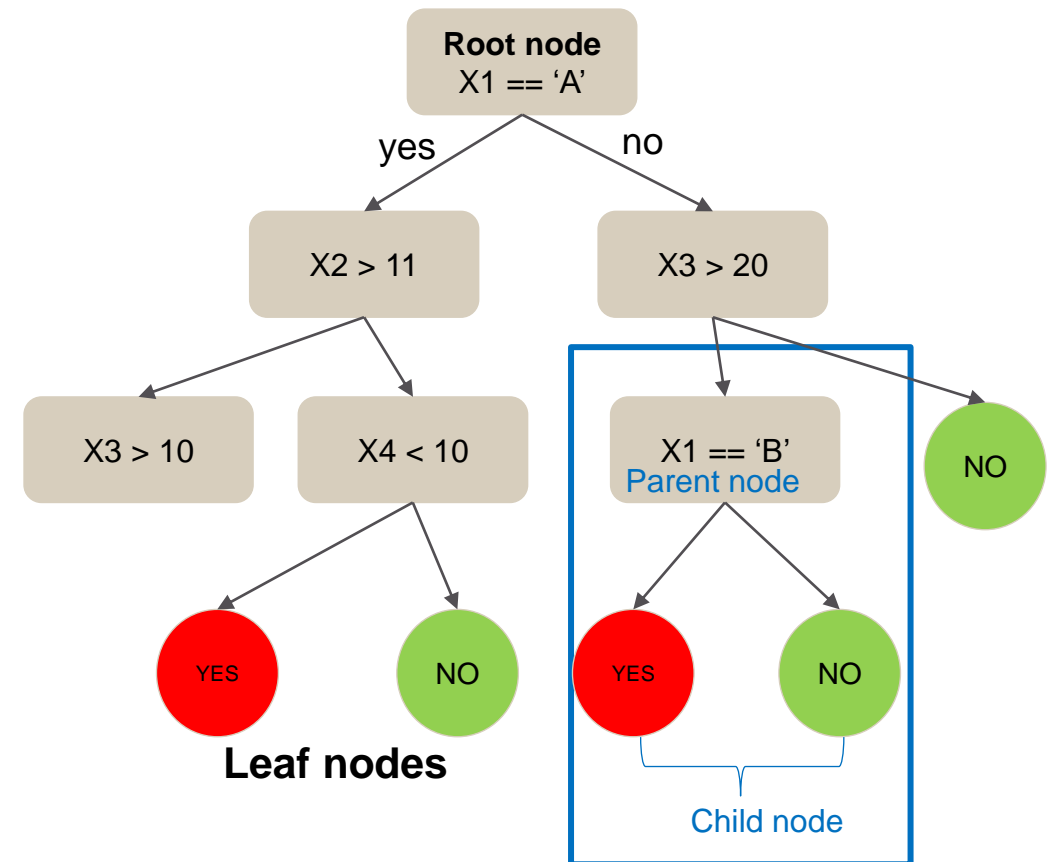 Root node
X1 == ‘A’
yes
no
X2 > 11
X3 > 20
X3 > 10
X4 < 10
X1 == ‘B’
Parent node
NO
YES
NO
YES
NO
Leaf nodes
Child node